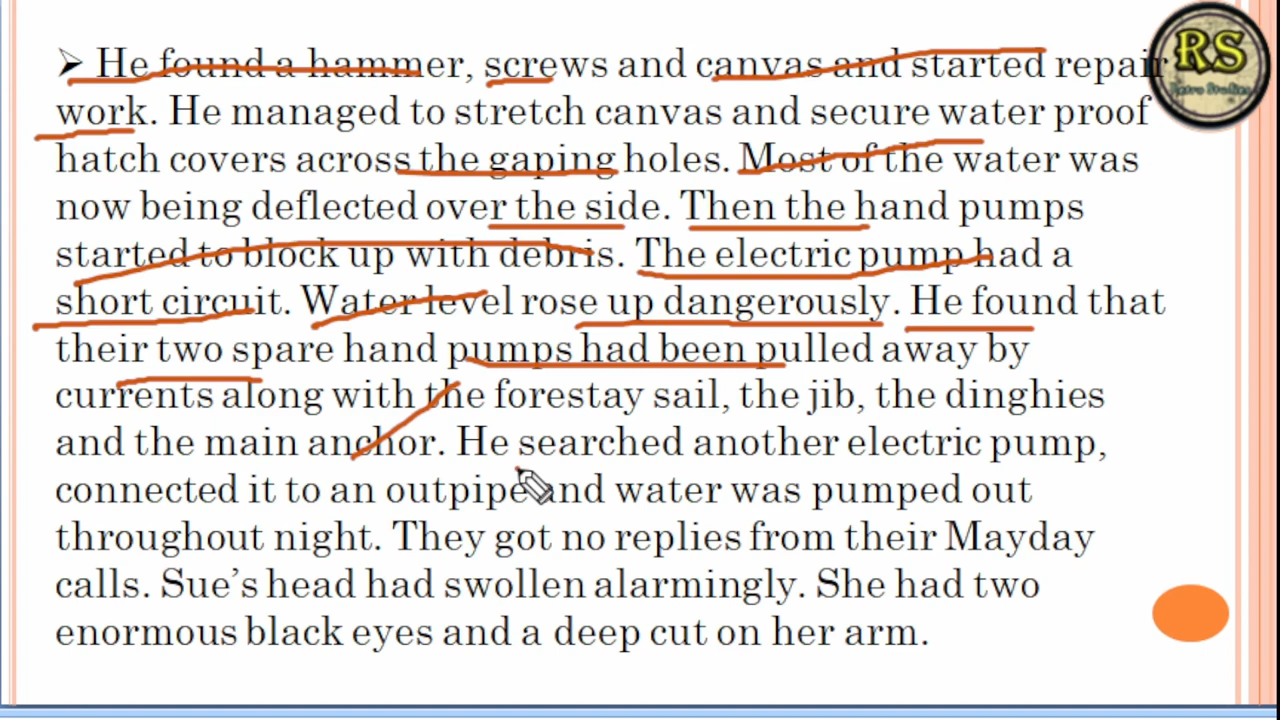 ➢ He found a hammer, screws and canvas and started repair
work. He managed to stretch canvas and secure water proof
hatch covers across the gaping holes. Most of the water was
now being deflected over the side. Then the hand pumps
started to block up with debris. The electric pump had a
short circuit. Water level rose up dangerously. He found that
their two spare hand pumps had been pulled away by
currents along with the forestay sail, the jib, the dinghies
and the main anchor. He searched another electric pump,
connected it to an outpipe and water was pumped out
throughout night. They got no replies from their Mayday
calls. Sue’s head had swollen alarmingly. She had two
enormous black eyes and a deep cut on her arm.
RS
Retro Studies